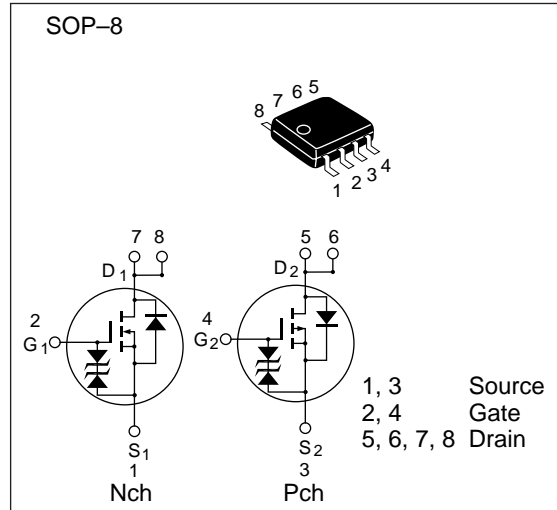 SOP–8
8 7 6 5
1 2 3 4
7 8
D1
2
G1
S1
1
Nch
5 6
D2
4
G2
S2
3
Pch
1, 3 Source
2, 4 Gate
5, 6, 7, 8 Drain